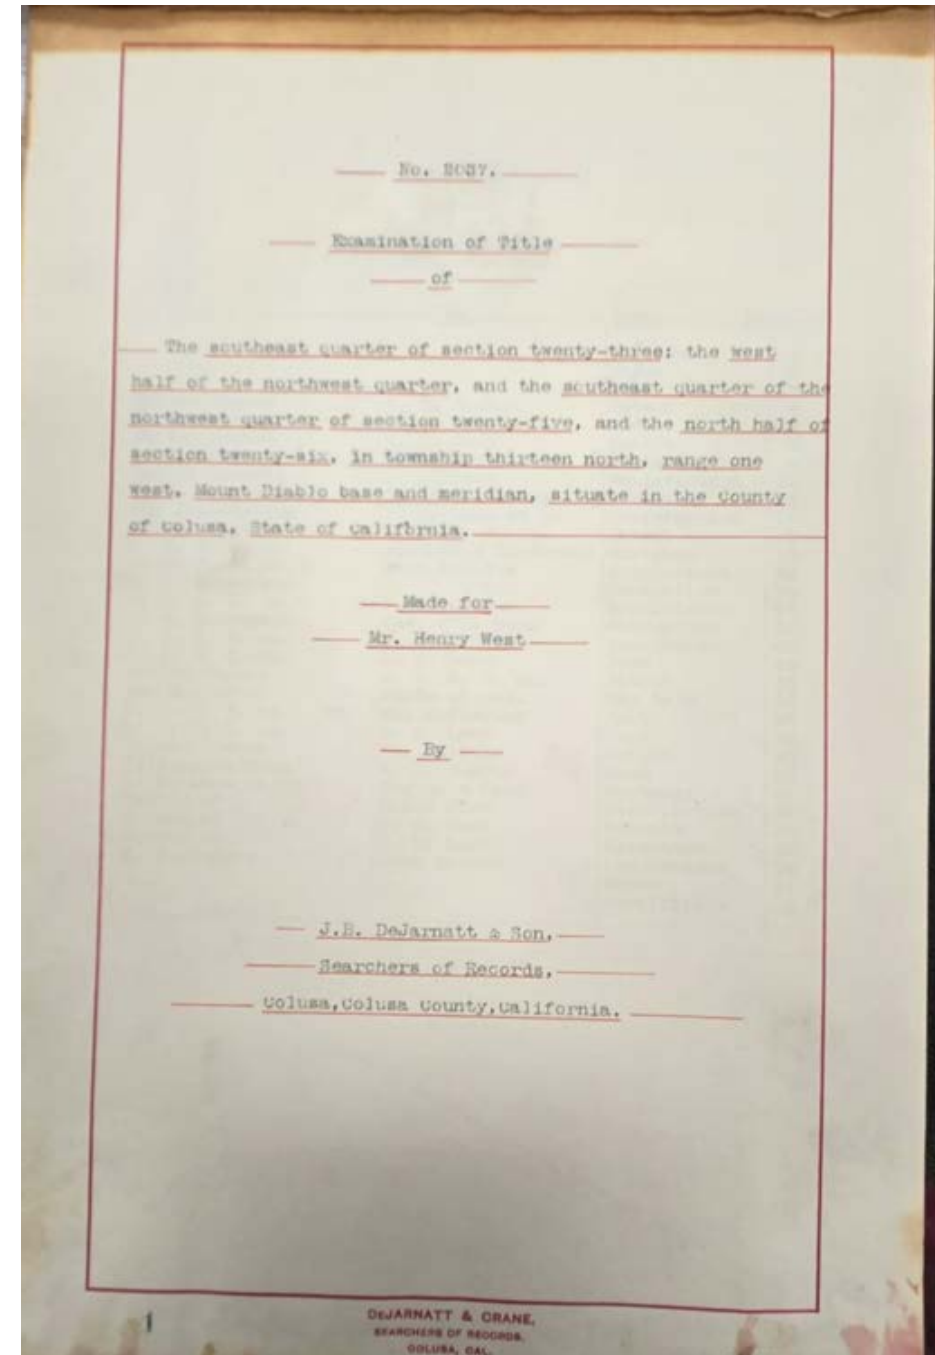 No. 2037.
Examination of Title
of
The southeast quarter of section twenty-three; the west
half of the northwest quarter, and the southeast quarter of the
northwest quarter of section twenty-five, and the north half of
section twenty-six, in township thirteen north, range one
west, Mount Diablo base and meridian, situate in the County
of Colusa, State of California.
Made for
Mr. Henry West
By
DeJarnatt & Son,
Searchers of Records,
Colusa, Colusa County, California.
1
DEJARNATT & CRANE,
SEARCHERS OF RECORDS,
COLUSA, CAL.